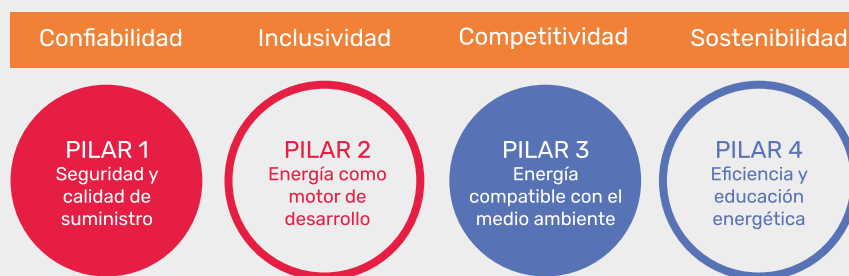 Confiabilidad
Inclusividad
Competitividad
Sostenibilidad
PILAR 1
Seguridad y
calidad de
suministro
PILAR 2
Energía como
motor de
desarrollo
PILAR 3
Energía
compatible con el
medio ambiente
PILAR 4
Eficiencia y
educación
energética